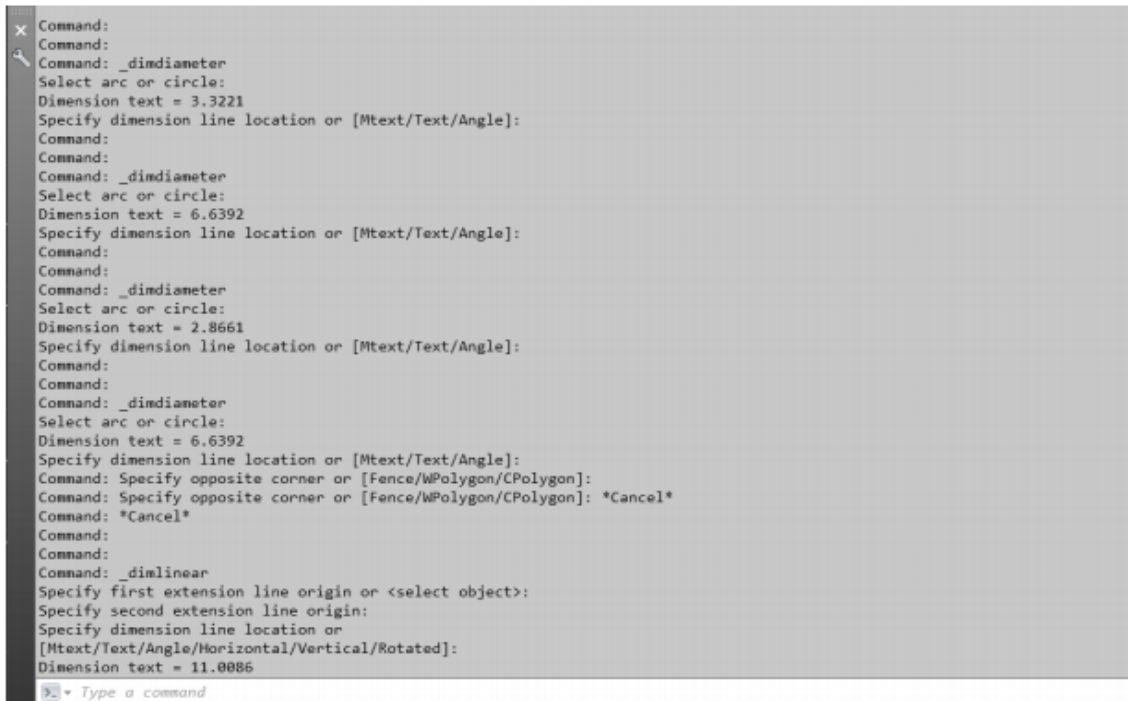 Command:
Command:
Command: _dimdiameter
Select arc or circle:
Dimension text = 3.3221
Specify dimension line location or [Mtext/Text/Angle]:
Command:
Command:
Command: _dimdiameter
Select arc or circle:
Dimension text = 6.6392
Specify dimension line location or [Mtext/Text/Angle]:
Command:
Command:
Command: _dimdiameter
Select arc or circle:
Dimension text = 2.8661
Specify dimension line location or [Mtext/Text/Angle]:
Command:
Command:
Command: _dimdiameter
Select arc or circle:
Dimension text = 6.6392
Specify dimension line location or [Mtext/Text/Angle]:
Command: Specify opposite corner or [Fence/WPolygon/CPolygon]:
Command: Specify opposite corner or [Fence/WPolygon/CPolygon]: *Cancel*
Command: *Cancel*
Command:
Command:
Command: _dimlinear
Specify first extension line origin or <select object>:
Specify second extension line origin:
Specify dimension line location or
[Mtext/Text/Angle/Horizontal/Vertical/Rotated]:
Dimension text = 11.0086
Type a command